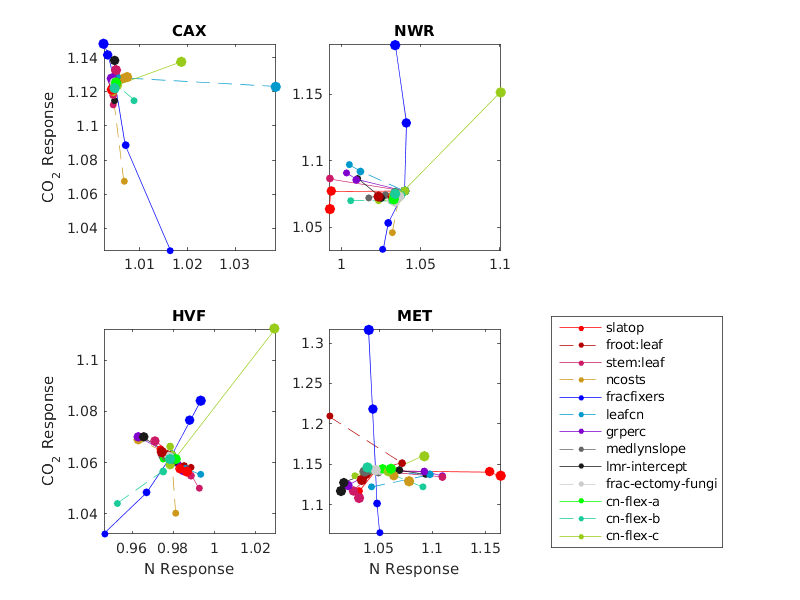 CAX
NWR
1.14
1.12
1.1
1.08
1.06
1.04
CO2 Response
1.01
1.02
1.03
1.15
1.1
1.05
1
1.05
1.1
HVF
MET
1.1
1.08
1.06
1.04
CO2 Response
0.96
0.98
1
1.02
N Response
1.3
1.25
1.2
1.15
1.1
1.05
1.1
1.15
N Response
slatop
froot:leaf
stem:leaf
ncosts
fracfixers
leafcn
grperc
medlynslope
lmr-intercept
frac-ectomy-fungi
cn-flex-a
cn-flex-b
cn-flex-c